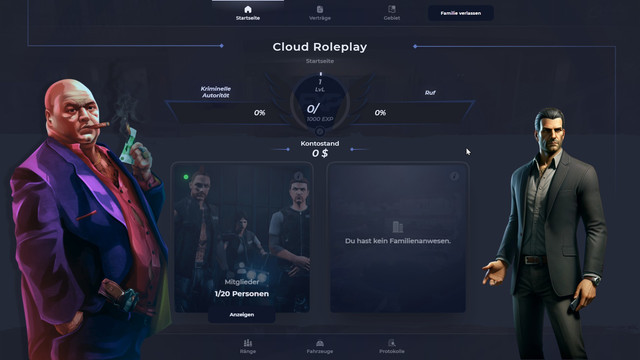 Startseite
Verträge
Gebiet
Familie verlassen
Cloud Roleplay
Startseite
Kriminelle
Autorität
0%
1
LvL
0/
1000 EXP
Ruf
0%
Kontostand
0 $
Mitglieder
1/20 Personen
Anzeigen
Du hast kein Familienanwesen.
Ränge
Fahrzeuge
Protokolle